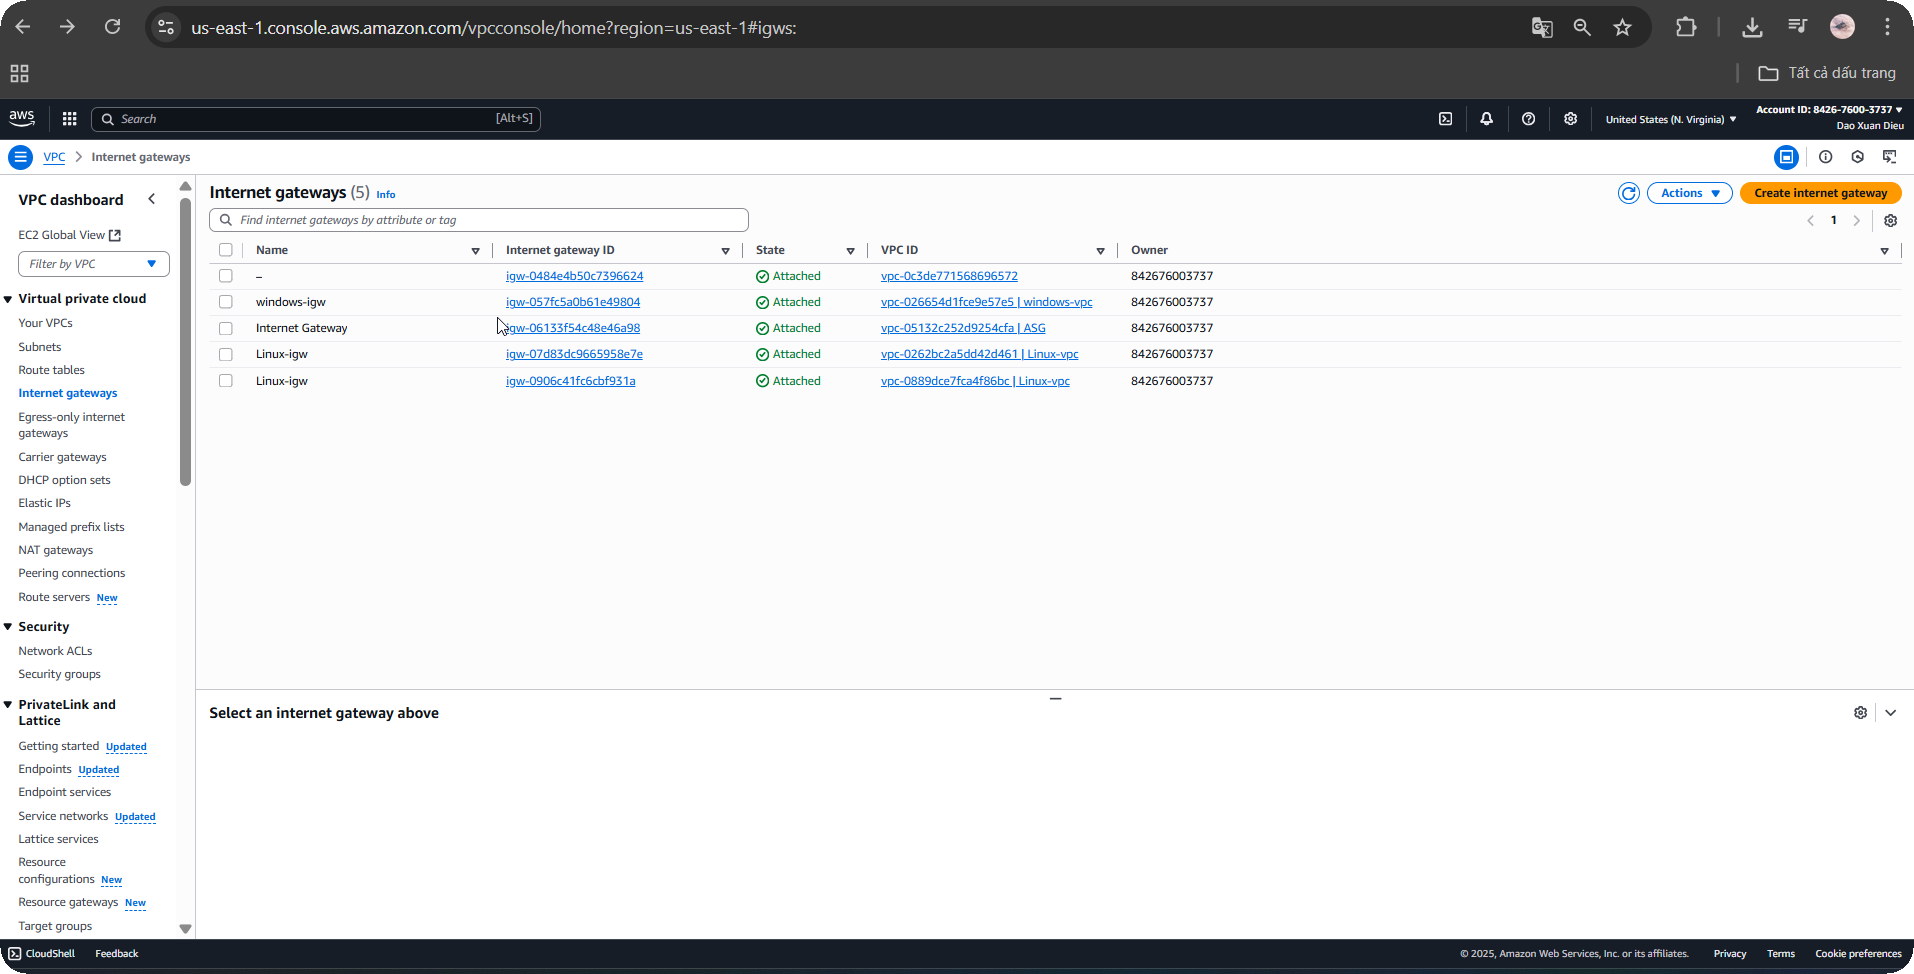 us-east-1.console.aws.amazon.com/vpcconsole/home?region=us-east-1#igws:
Tất cả dấu trang
aws
Search [Alt+S]
United States (N. Virginia)
Account ID: 8426-7600-3737
Dao Xuan Dieu
VPC
Internet gateways
VPC dashboard
EC2 Global View
Filter by VPC
Virtual private cloud
Your VPCs
Subnets
Route tables
Internet gateways
Egress-only internet
gateways
Carrier gateways
DHCP option sets
Elastic IPs
Managed prefix lists
NAT gateways
Peering connections
Route servers New
Security
Network ACLs
Security groups
PrivateLink and
Lattice
Getting started Updated
Endpoints Updated
Endpoint services
Service networks Updated
Lattice services
Resource
configurations New
Resource gateways New
Target groups
Internet gateways (5) Info
Actions
Create internet gateway
Find internet gateways by attribute or tag
1
Name Internet gateway ID State VPC ID Owner
– igw-0484e4b50c7396624 Attached vpc-0c3de771568696572 842676003737
windows-igw igw-057fc5a0b61e49804 Attached vpc-026654d1fce9e57e5 | windows-vpc 842676003737
Internet Gateway igw-06133f54c48e46a98 Attached vpc-05132c252d9254cfa | ASG 842676003737
Linux-igw igw-07d83dc9665958e7e Attached vpc-0262bc2a5dd42d461 | Linux-vpc 842676003737
Linux-igw igw-0906c41fc6cbf931a Attached vpc-0889dce7fca4f86bc | Linux-vpc 842676003737
Select an internet gateway above
CloudShell Feedback
© 2025, Amazon Web Services, Inc. or its affiliates. Privacy Terms Cookie preferences